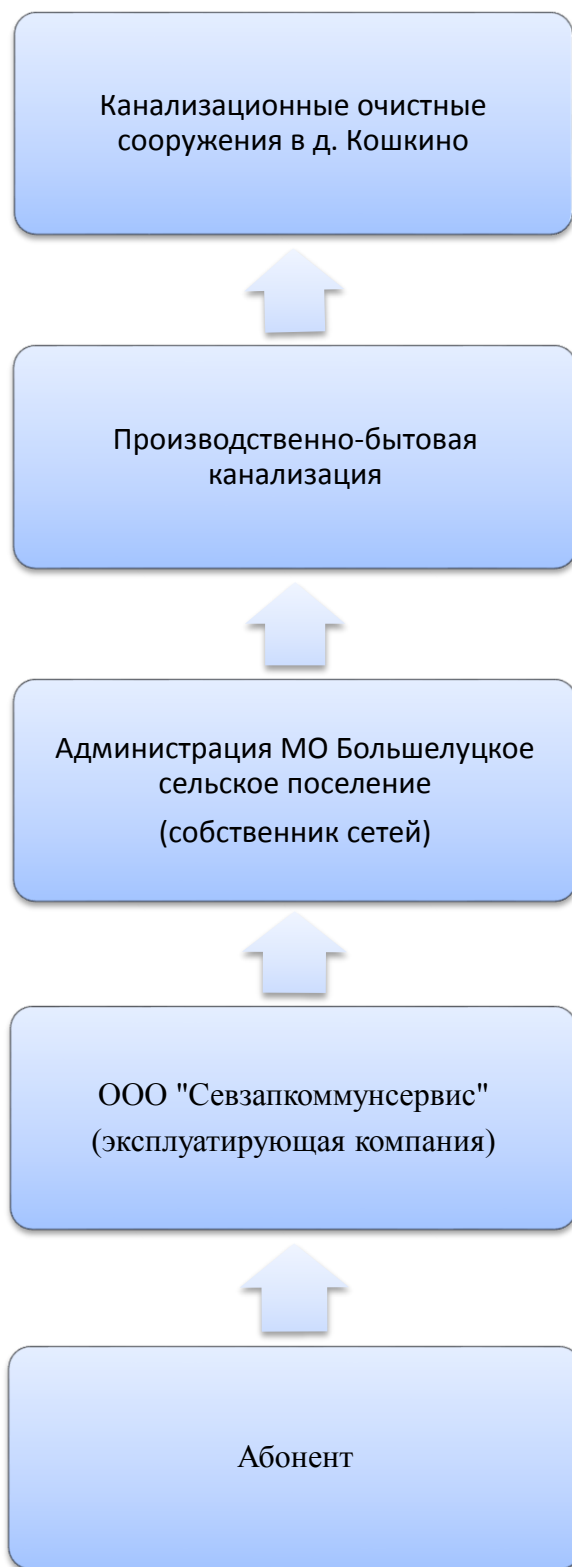 Канализационные очистные
сооружения в д. Кошкино
Производственно-бытовая
канализация
Администрация МО Большелуцкое
сельское поселение
(собственник сетей)
ООО "Севзапкоммунсервис"
(эксплуатирующая компания)
Абонент